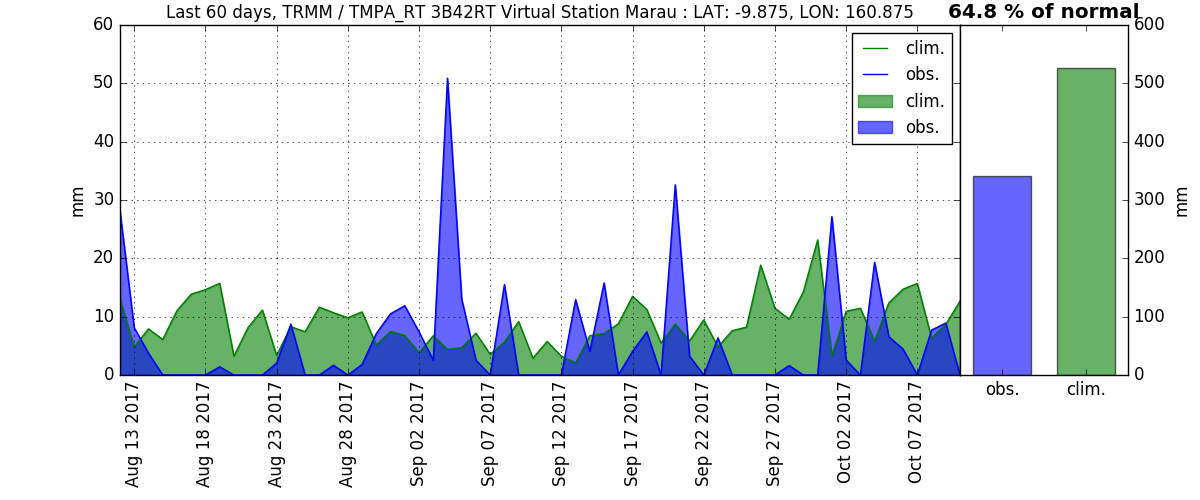 Last 60 days, TRMM / TMPA_RT 3B42RT Virtual Station Marau : LAT: -9.875, LON: 160.875
64.8 % of normal
60
50
40
30
20
10
0
mm
clim.
obs.
clim.
obs.
600
500
400
300
200
100
0
mm
obs.
clim.
Aug 13 2017
Aug 18 2017
Aug 23 2017
Aug 28 2017
Sep 02 2017
Sep 07 2017
Sep 12 2017
Sep 17 2017
Sep 22 2017
Sep 27 2017
Oct 02 2017
Oct 07 2017